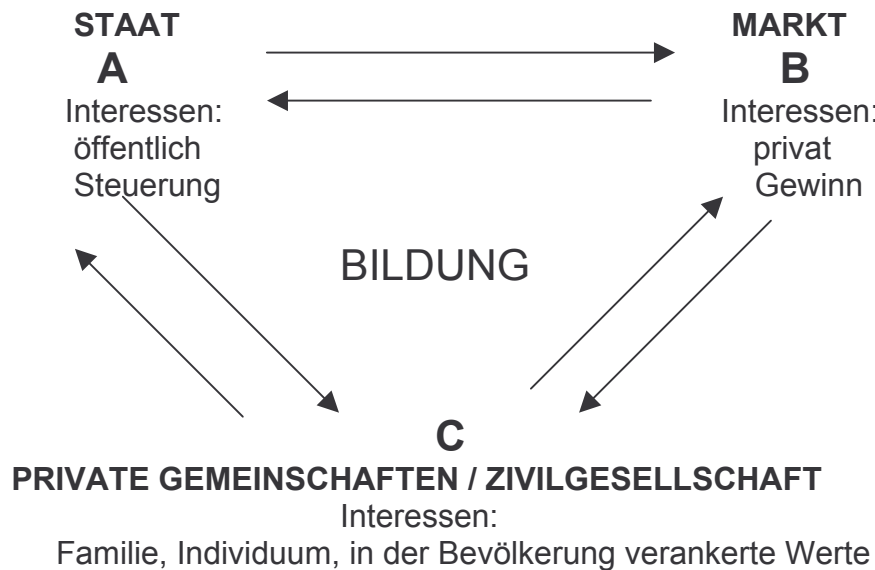 STAAT
A
Interessen:
öffentlich
Steuerung
MARKT
B
Interessen:
privat
Gewinn
BILDUNG
C
PRIVATE GEMEINSCHAFTEN / ZIVILGESELLSCHAFT
Interessen:
Familie, Individuum, in der Bevölkerung verankerte Werte